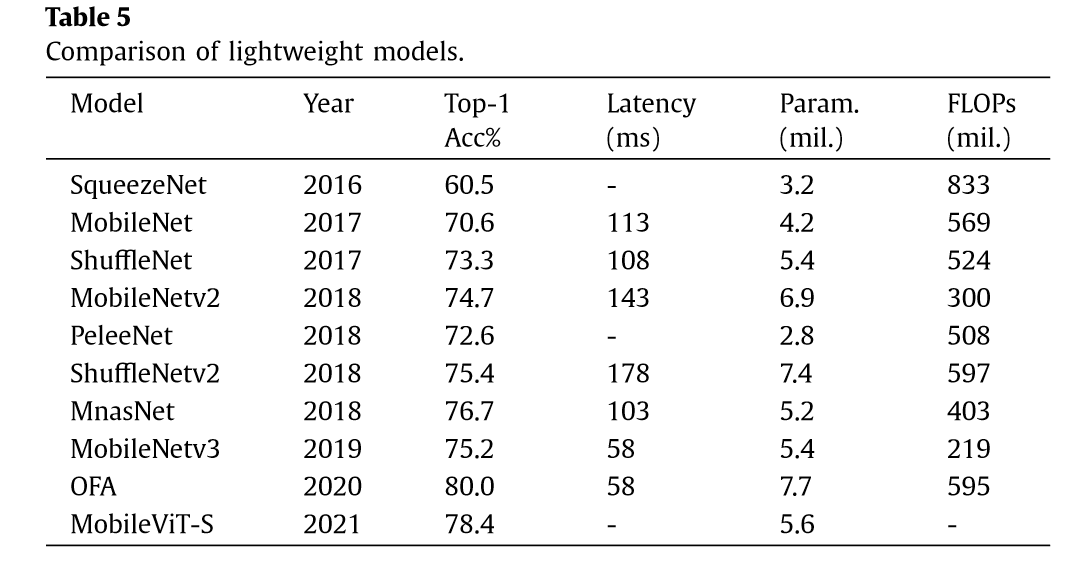 Table 5
Comparison of lightweight models.
Model Year Top-1 Latency Param. FLOPs
Acc% (ms) (mil.) (mil.)
SqueezeNet 2016 60.5 - 3.2 833
MobileNet 2017 70.6 113 4.2 569
ShuffleNet 2017 73.3 108 5.4 524
MobileNetv2 2018 74.7 143 6.9 300
PeleeNet 2018 72.6 - 2.8 508
ShuffleNetv2 2018 75.4 178 7.4 597
MnasNet 2018 76.7 103 5.2 403
MobileNetv3 2019 75.2 58 5.4 219
OFA 2020 80.0 58 7.7 595
MobileViT-S 2021 78.4 - 5.6 -